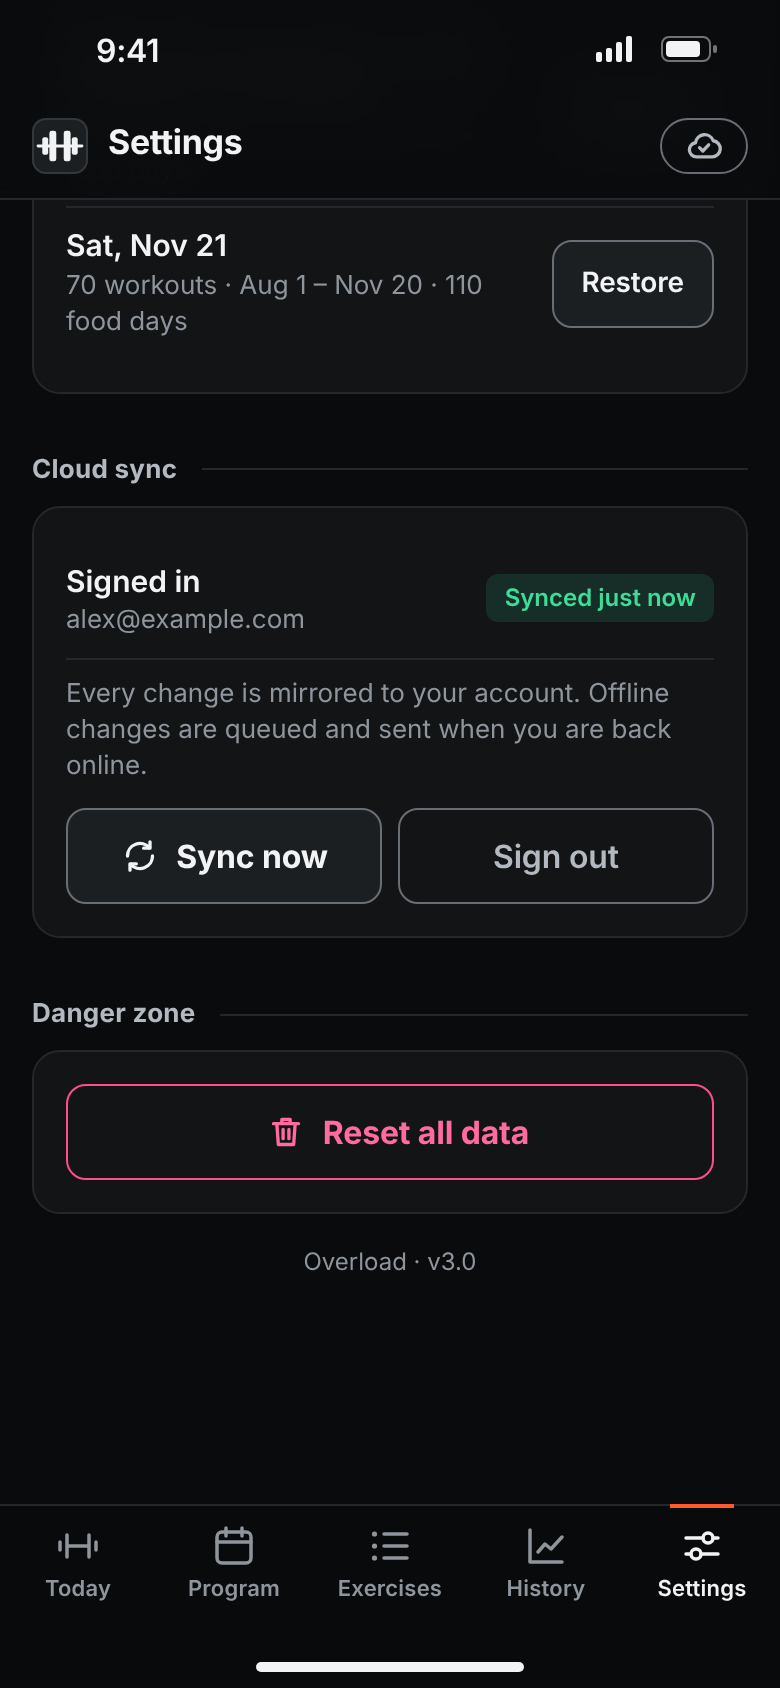 9:41
Settings
Sat, Nov 21
70 workouts · Aug 1 – Nov 20 · 110
food days
Restore
Cloud sync
Signed in
alex@example.com
Synced just now
Every change is mirrored to your account. Offline
changes are queued and sent when you are back
online.
Sync now
Sign out
Danger zone
Reset all data
Overload · v3.0
Today
Program
Exercises
History
Settings